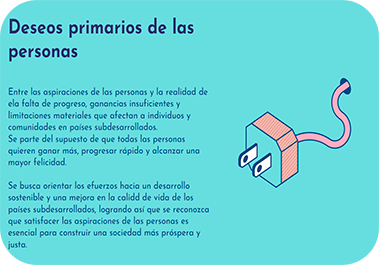 Deseos primarios de las
personas
Entre las aspiraciones de las personas y la realidad de
ela falta de progreso, ganancias insuficientes y
limitaciones materiales que afectan a individuos y
comunidades en países subdesarrollados.
Se parte del supuesto de que todas las personas
quieren ganar más, progresar rápido y alcanzar una
mayor felicidad.
Se busca orientar los efuerzos hacia un desarrollo
sostenible y una mejora en la calidd de vida de los
países subdesarrollados, logrando así que se reconozca
que satisfacer las aspiraciones de las personas es
esencial para construir una sociedad más próspera y
justa.